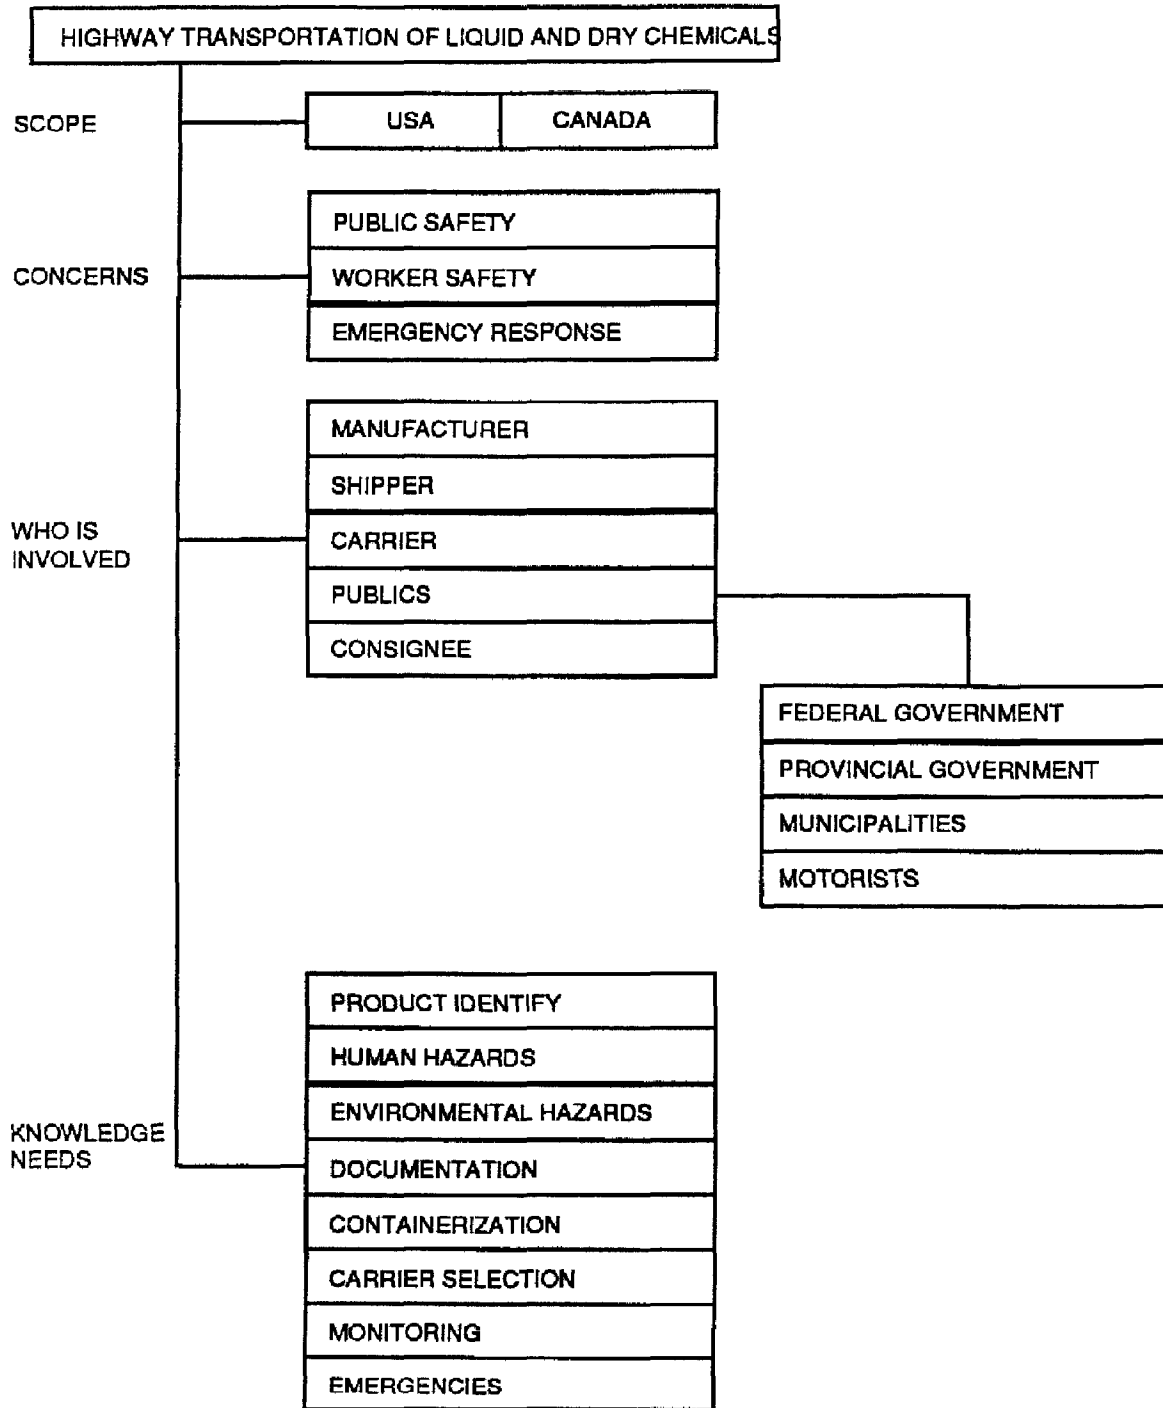 HIGHWAY TRANSPORTATION OF LIQUID AND DRY CHEMICALS
SCOPE
USA
CANADA
CONCERNS
PUBLIC SAFETY
WORKER SAFETY
EMERGENCY RESPONSE
WHO IS
INVOLVED
MANUFACTURER
SHIPPER
CARRIER
PUBLICS
CONSIGNEE
FEDERAL GOVERNMENT
PROVINCIAL GOVERNMENT
MUNICIPALITIES
MOTORISTS
KNOWLEDGE
NEEDS
PRODUCT IDENTIFY
HUMAN HAZARDS
ENVIRONMENTAL HAZARDS
DOCUMENTATION
CONTAINERIZATION
CARRIER SELECTION
MONITORING
EMERGENCIES